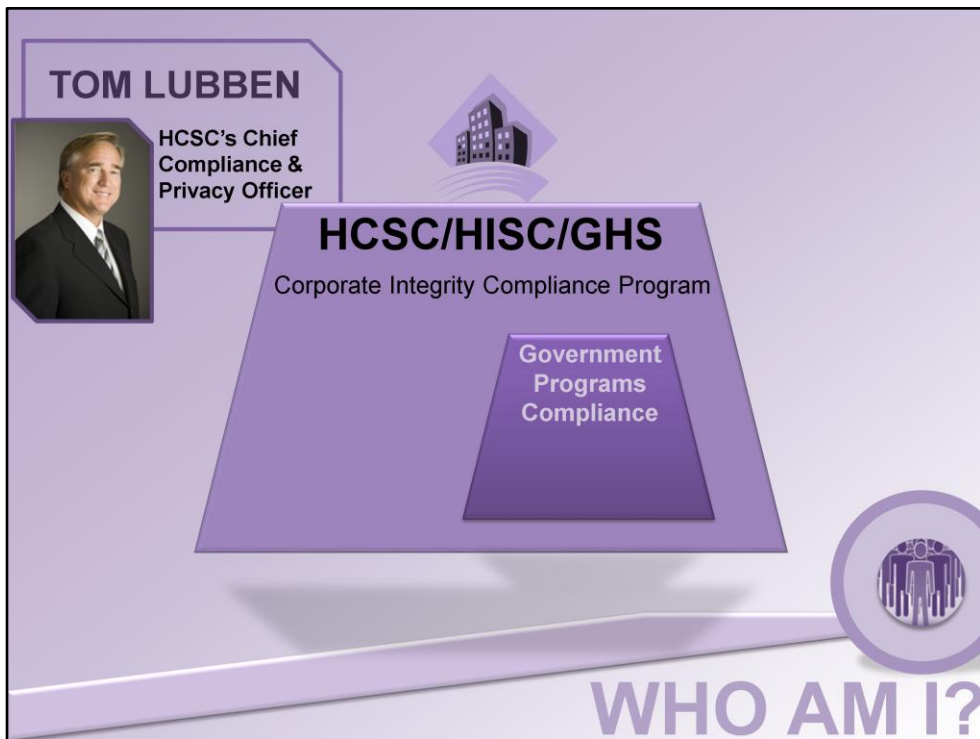 TOM LUBBEN
HCSC's Chief
Compliance &
Privacy Officer
HCSC/HISC/GHS
Corporate Integrity Compliance Program
Government
Programs
Compliance
WHO AM I?